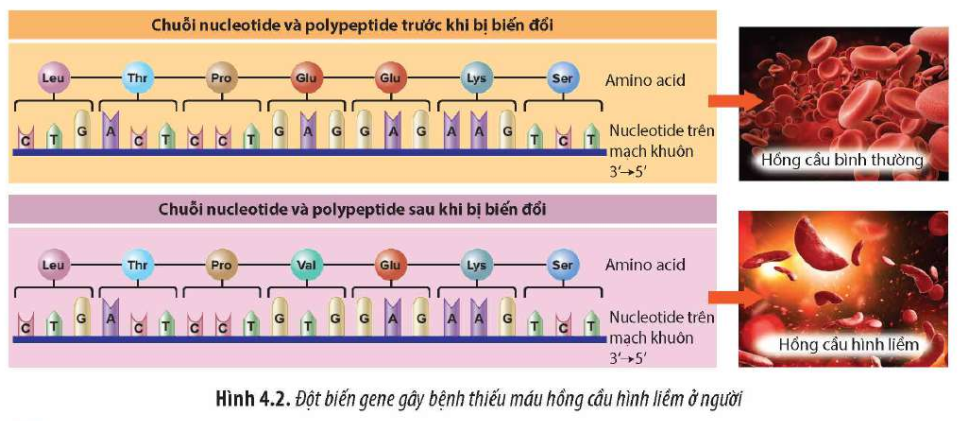 Chuỗi nucleotide và polypeptide trước khi bị biến đổi
Leu Thr Pro Glu Glu Lys Ser Amino acid
C T G A C T C C T G A G G A G A A G T C T Nucleotide trên
mạch khuôn
3'→5'
Hồng cầu bình thường
Chuỗi nucleotide và polypeptide sau khi bị biến đổi
Leu Thr Pro Val Glu Lys Ser Amino acid
C T G A C T C C T G T G G A G A A G T C T Nucleotide trên
mạch khuôn
3'→5'
Hồng cầu hình liềm
Hình 4.2. Đột biến gene gây bệnh thiếu máu hồng cầu hình liềm ở người